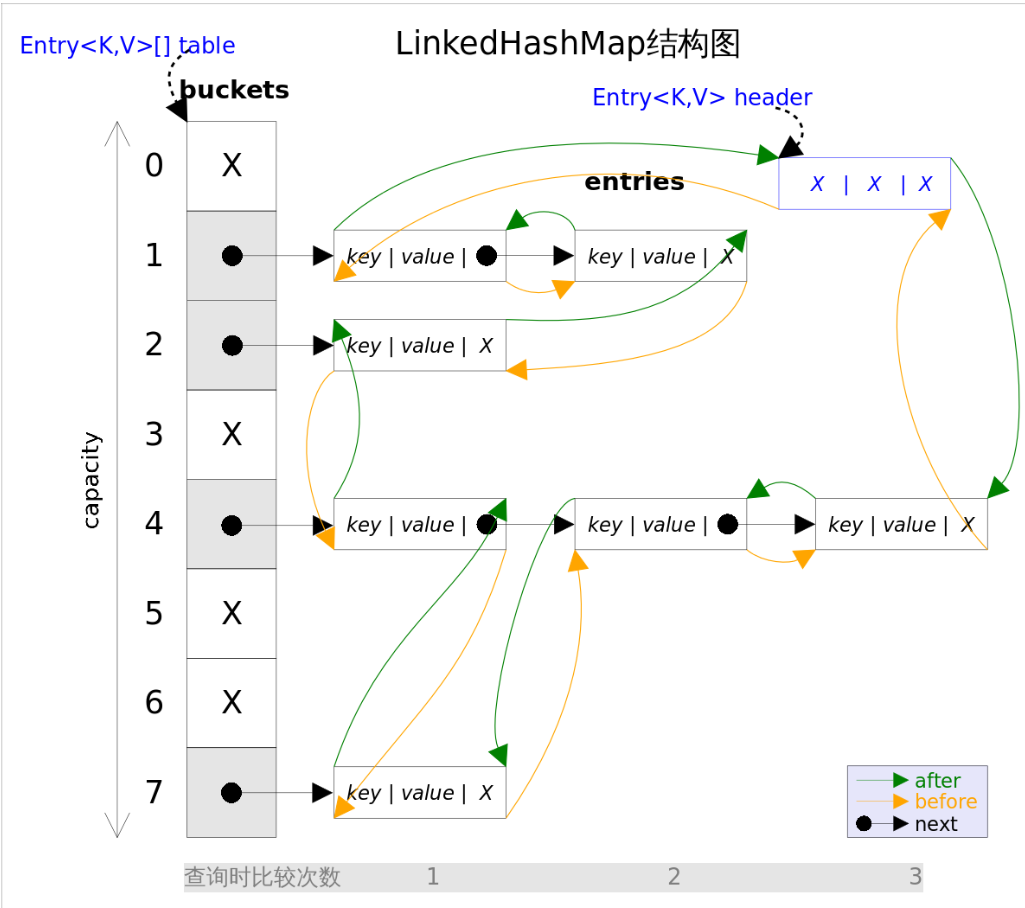 LinkedHashMap结构图
Entry<K,V>[] table
buckets
Entry<K,V> header
entries
0 X
X | X | X
1 key | value | key | value | X
2 key | value | X
3 X
capacity
4 key | value | key | value | key | value | X
5 X
6 X
7 key | value | X
after
before
next
查询时比较次数 1 2 3